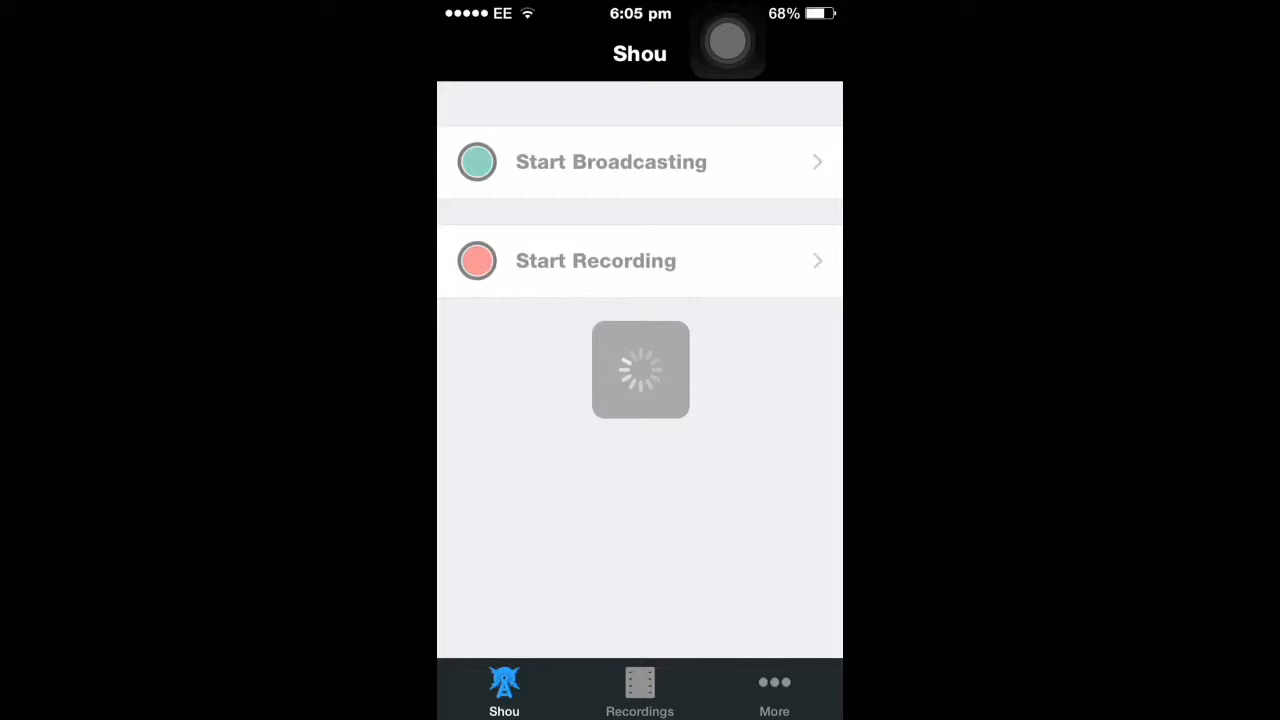 EE 6:05 pm 68%
Shou
Start Broadcasting
Start Recording
Shou Recordings More